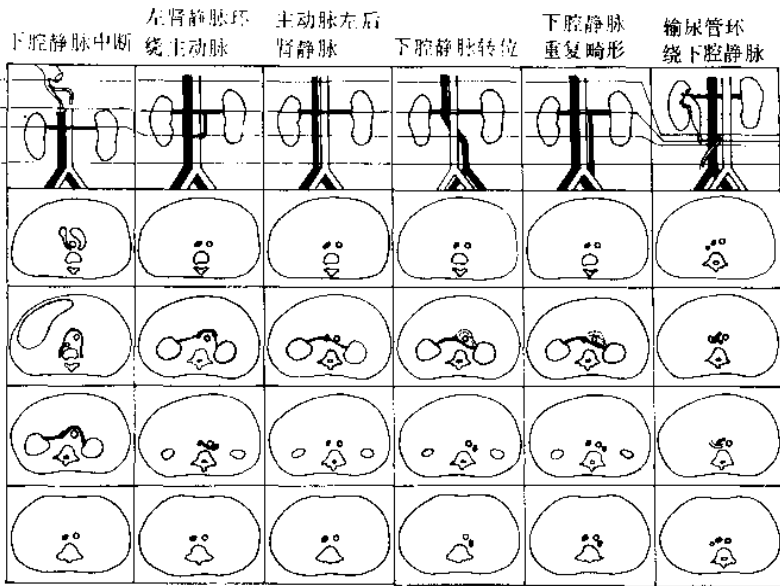 下腔静脉中断
左肾静脉环
绕主动脉
主动脉左后
肾静脉
下腔静脉转位
下腔静脉
重复畸形
输尿管环
绕下腔静脉